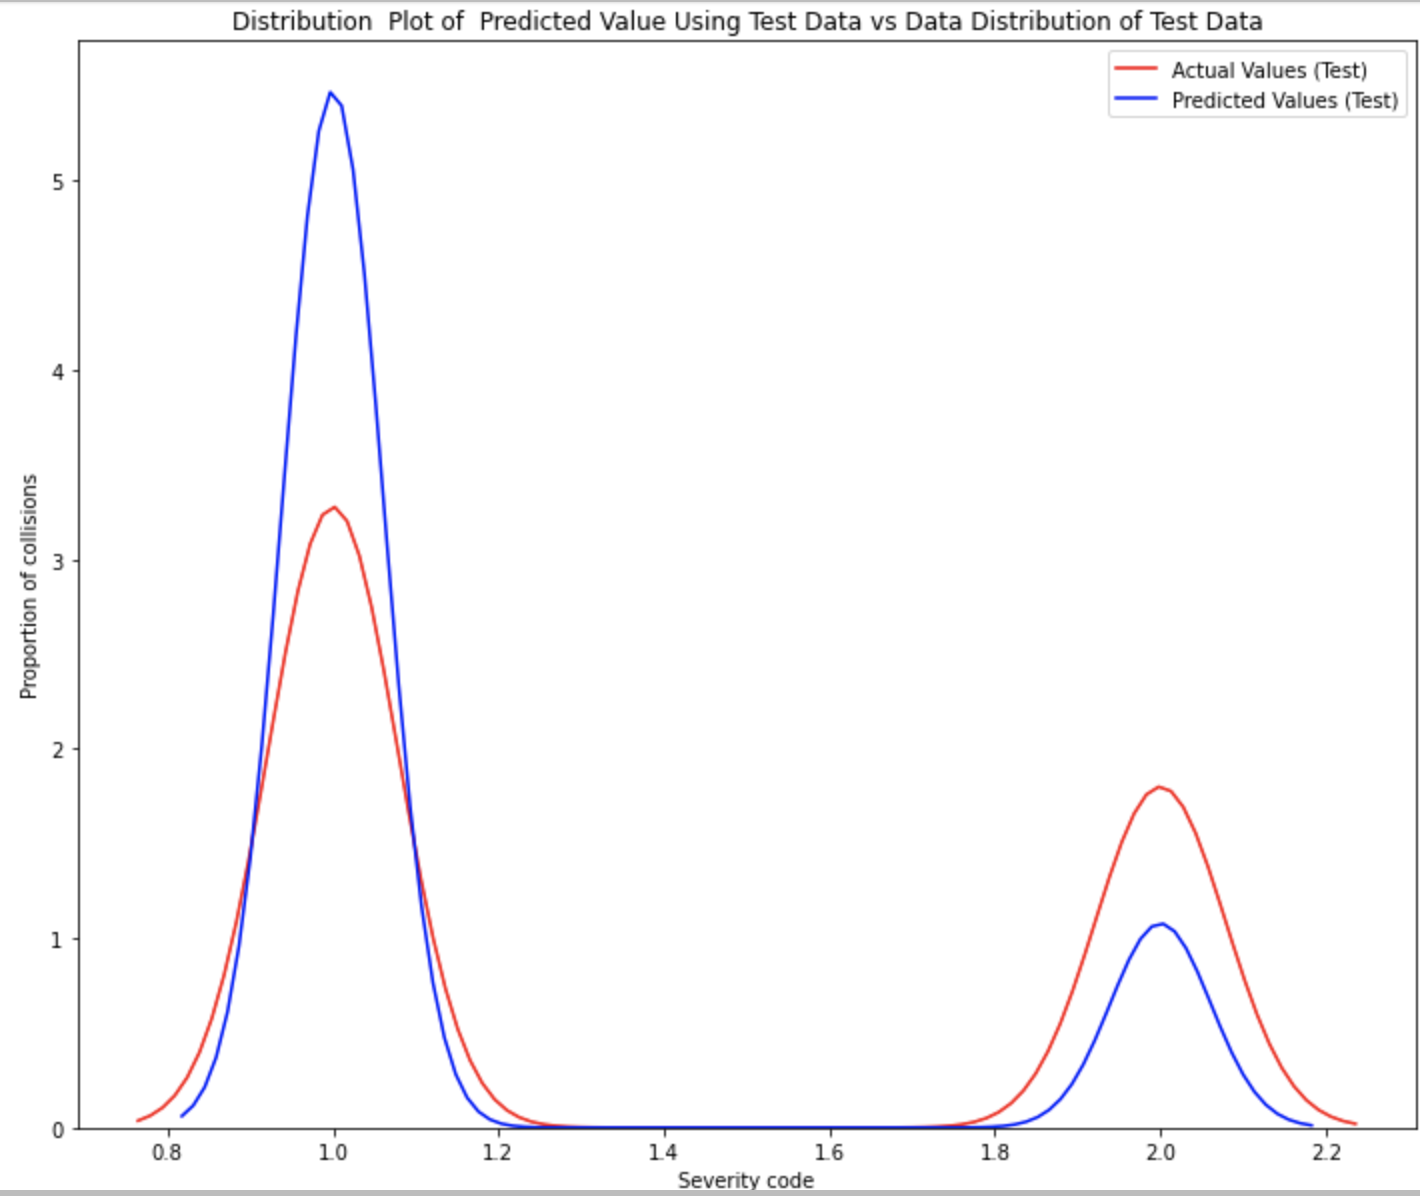 Distribution  Plot of  Predicted Value Using Test Data vs Data Distribution of Test Data
Actual Values (Test)
Predicted Values (Test)
Proportion of collisions
5
4
3
2
1
0
0.8 1.0 1.2 1.4 1.6 1.8 2.0 2.2
Severity code